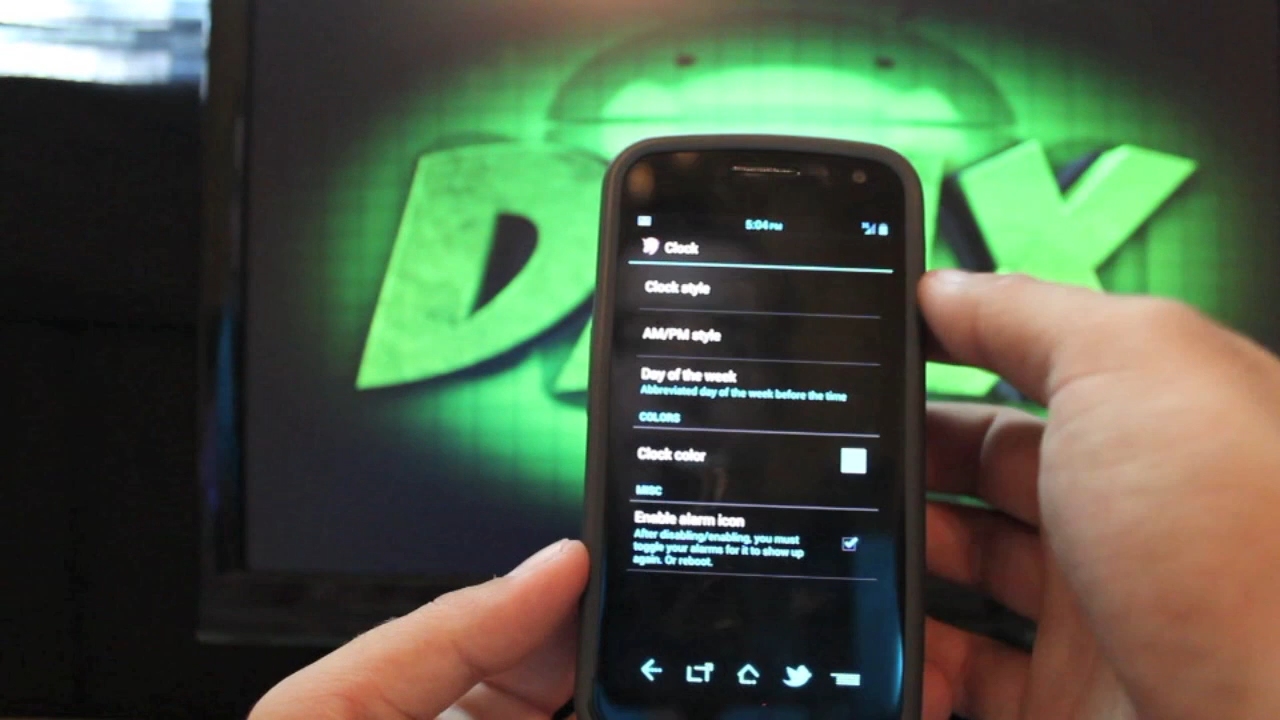 5:04 PM
Clock
Clock style
AM/PM style
Day of the week
Abbreviated day of the week before the time
COLORS
Clock color
MISC
Enable alarm icon
After disabling/enabling, you must
toggle your alarms for it to show up
again. Or reboot.